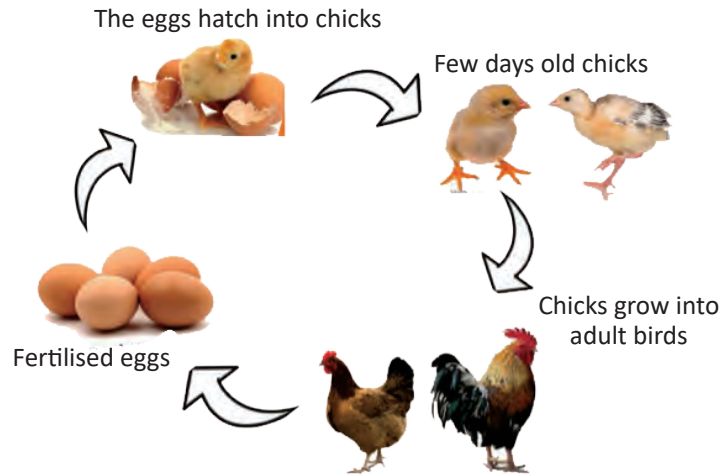 The eggs hatch into chicks
Few days old chicks
Chicks grow into
adult birds
Fertilised eggs